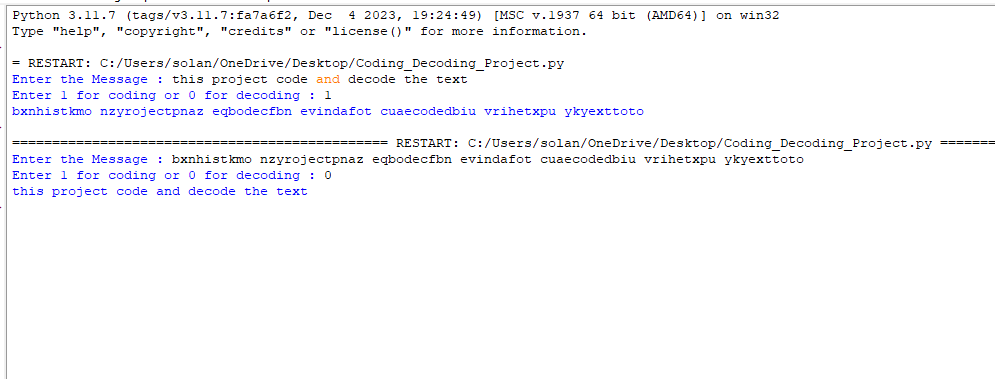 Python 3.11.7 (tags/v3.11.7:fa7a6f2, Dec  4 2023, 19:24:49) [MSC v.1937 64 bit (AMD64)] on win32
Type "help", "copyright", "credits" or "license()" for more information.
= RESTART: C:/Users/solan/OneDrive/Desktop/Coding_Decoding_Project.py
Enter the Message : this project code and decode the text
Enter 1 for coding or 0 for decoding : 1
bxnhistkmo nzyrojectpnaz eqbodecfbn evindafot cuaecodedbiu vrihetxpu ykyexttoto
=============================================== RESTART: C:/Users/solan/OneDrive/Desktop/Coding_Decoding_Project.py =======
Enter the Message : bxnhistkmo nzyrojectpnaz eqbodecfbn evindafot cuaecodedbiu vrihetxpu ykyexttoto
Enter 1 for coding or 0 for decoding : 0
this project code and decode the text